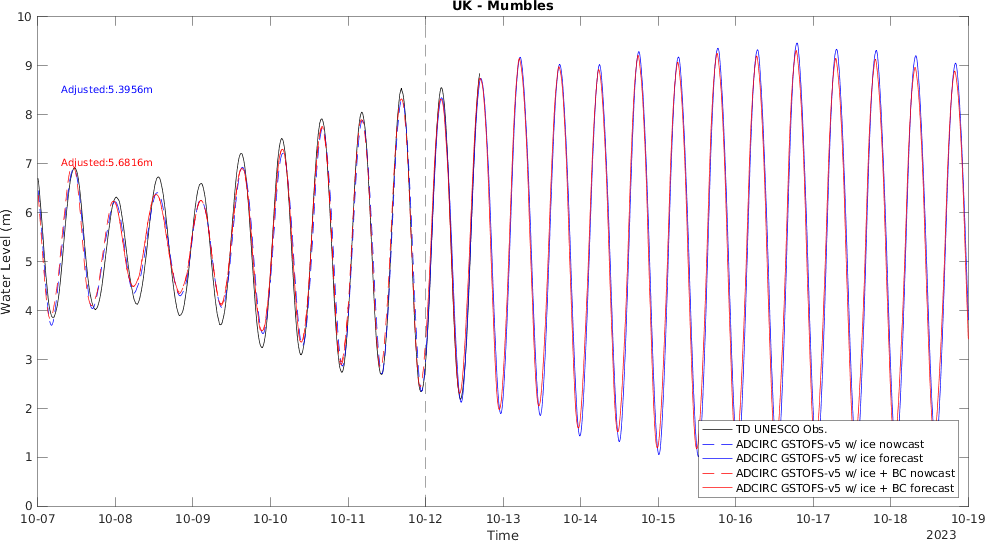 UK - Mumbles
10
9
8
7
6
5
4
3
2
1
0
Water Level (m)
Adjusted:5.3956m
Adjusted:5.6816m
TD UNESCO Obs.
ADCIRC GSTOFS-v5 w/ ice nowcast
ADCIRC GSTOFS-v5 w/ ice forecast
ADCIRC GSTOFS-v5 w/ ice + BC nowcast
ADCIRC GSTOFS-v5 w/ ice + BC forecast
10-07 10-08 10-09 10-10 10-11 10-12 10-13 10-14 10-15 10-16 10-17 10-18 10-19
Time
2023